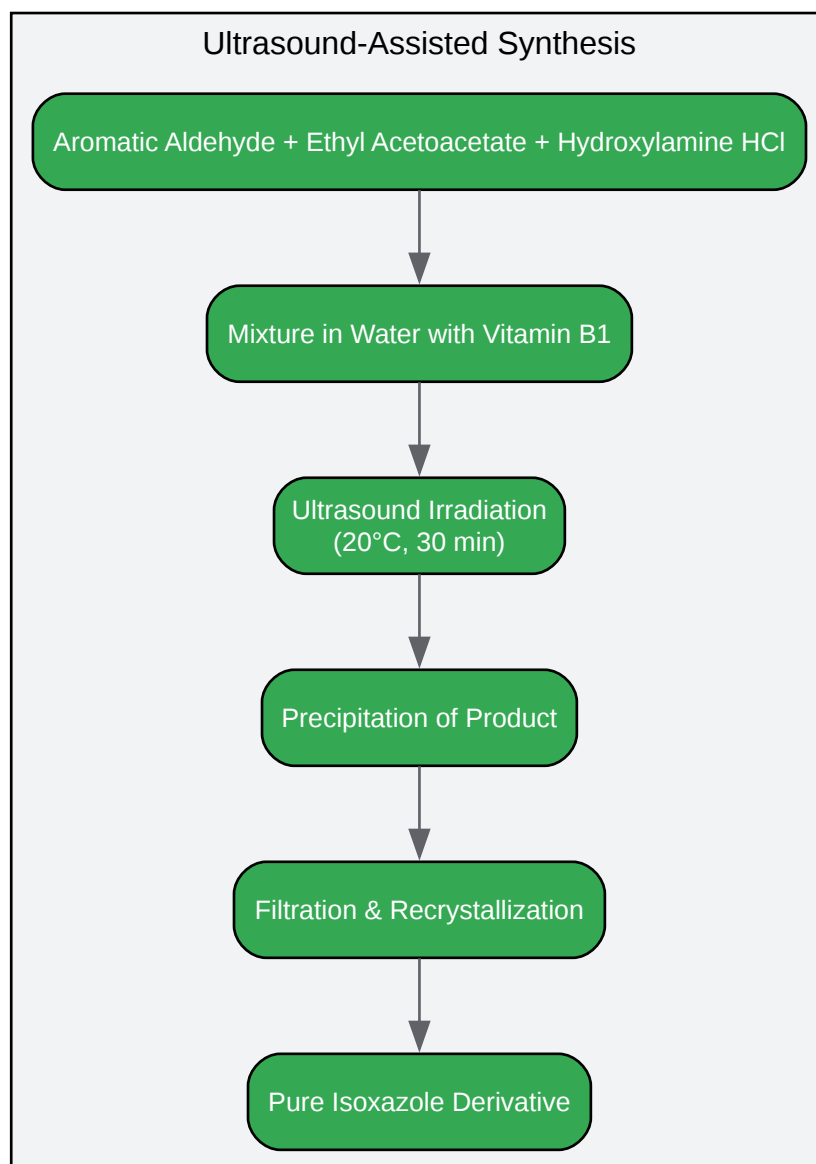 Ultrasound-Assisted Synthesis
Aromatic Aldehyde + Ethyl Acetoacetate + Hydroxylamine HCl
Mixture in Water with Vitamin B1
Ultrasound Irradiation
(20°C, 30 min)
Precipitation of Product
Filtration & Recrystallization
Pure Isoxazole Derivative